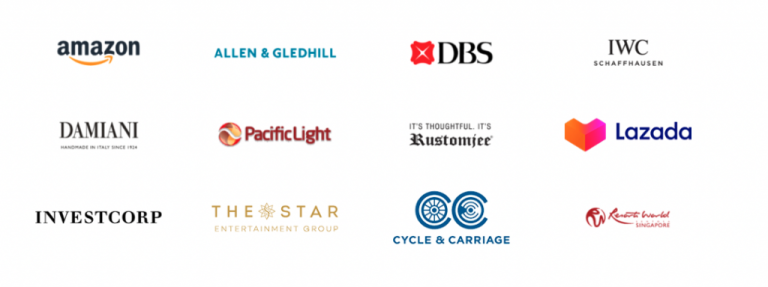 amazon
ALLEN & GLEDHILL
DBS
IWC
SCHAFFHAUSEN
DAMIANI
HANDMADE IN ITALY SINCE 1924
PacificLight
IT'S THOUGHTFUL. IT'S
Rustomjee
Lazada
INVESTCORP
THE STAR
ENTERTAINMENT GROUP
CYCLE & CARRIAGE
Resorts World
SINGAPORE